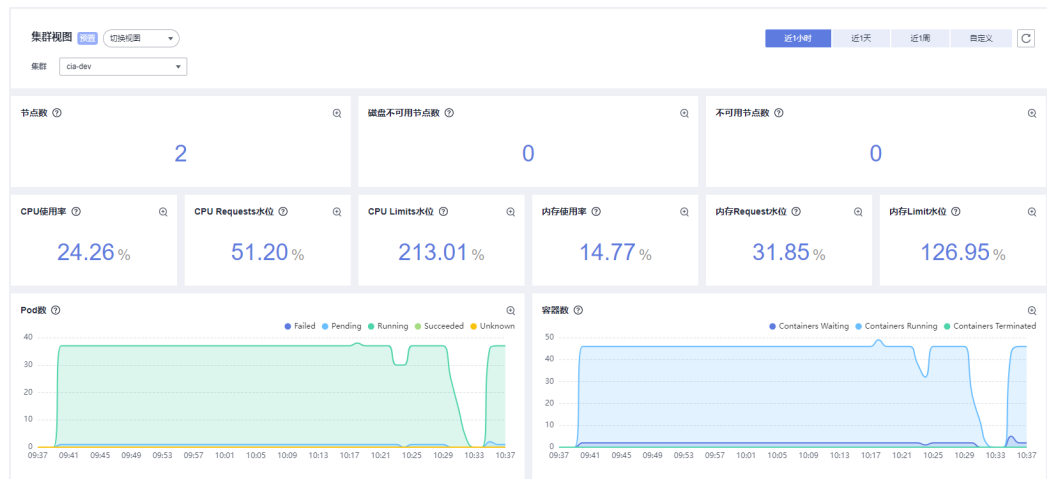 集群视图 预置 切换视图 近1小时 近1天 近1周 自定义
集群 cia-dev
节点数 磁盘不可用节点数 不可用节点数
2 0 0
CPU使用率 CPU Requests水位 CPU Limits水位 内存使用率 内存Request水位 内存Limit水位
24.26% 51.20% 213.01% 14.77% 31.85% 126.95%
Pod数
Failed Pending Running Succeeded Unknown
40
30
20
10
0
09:37 09:41 09:45 09:49 09:53 09:57 10:01 10:05 10:09 10:13 10:17 10:21 10:25 10:29 10:33 10:37
容器数
Containers Waiting Containers Running Containers Terminated
50
40
30
20
10
0
09:37 09:41 09:45 09:49 09:53 09:57 10:01 10:05 10:09 10:13 10:17 10:21 10:25 10:29 10:33 10:37